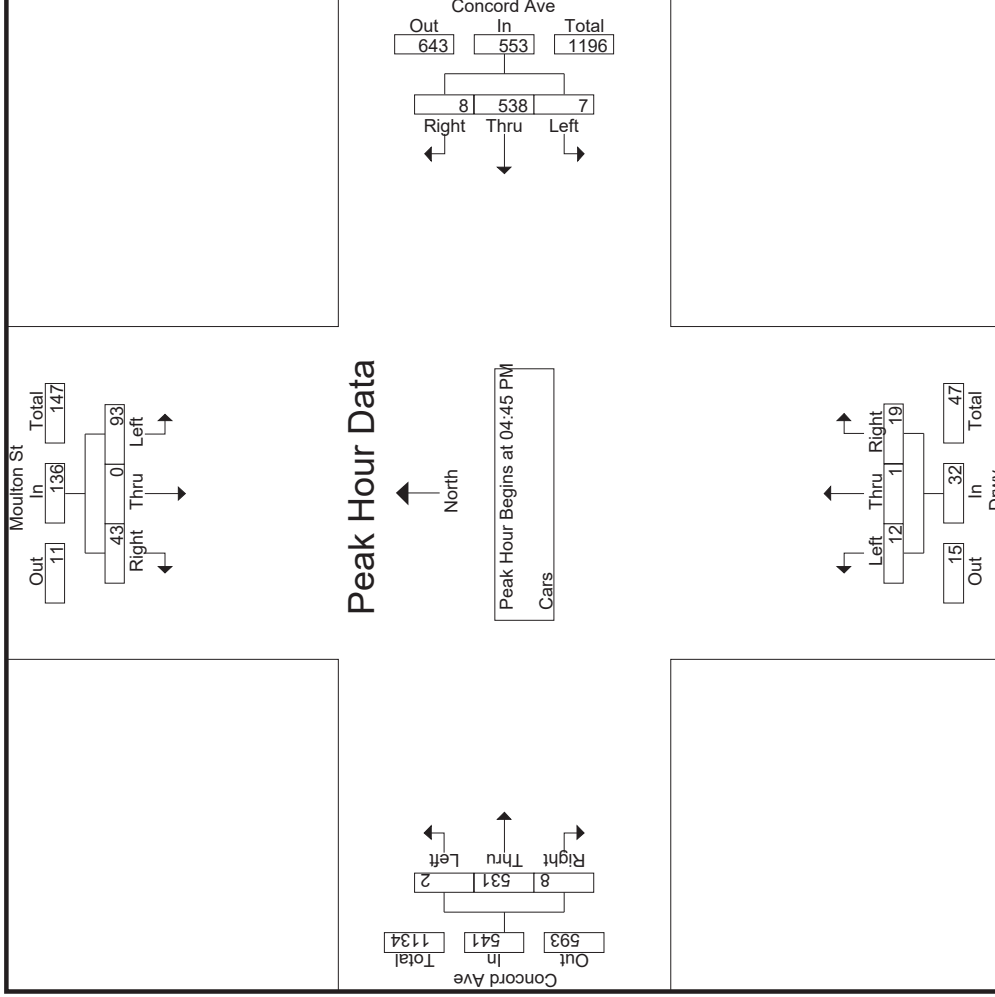 Concord Ave
Out In Total
643 553 1196
8 538 7
Right Thru Left
Moulton St
Out In Total
11 136 147
43 0 93
Right Thru Left
Peak Hour Data
North
Peak Hour Begins at 04:45 PM
Cars
Left Thru Right
12 1 19
15 32 47
Out In Total
Left Thru Right
2 531 8
1134 541 593
Total In Out
Concord Ave